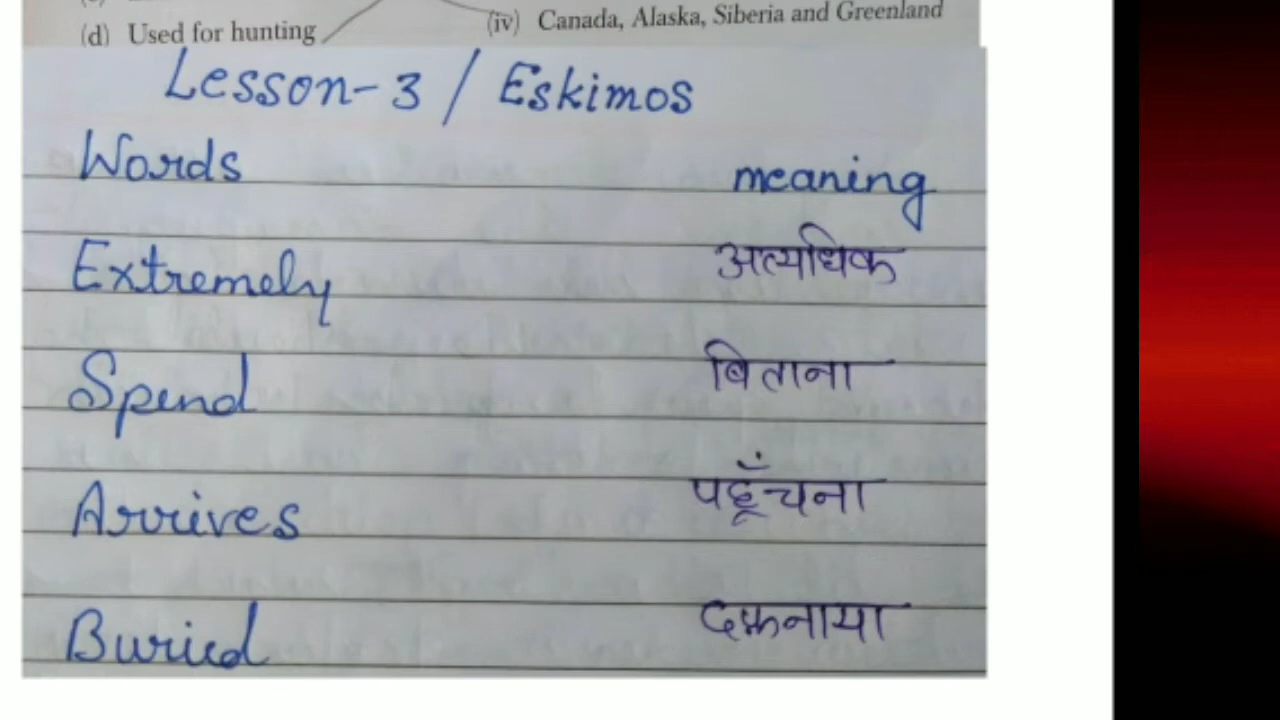 (d) Used for hunting (iv) Canada, Alaska, Siberia and Greenland
Lesson-3 / Eskimos
Words meaning
Extremely अत्यधिक
Spend बिताना
Arrives पहूँचना
Buried दफ़नाया